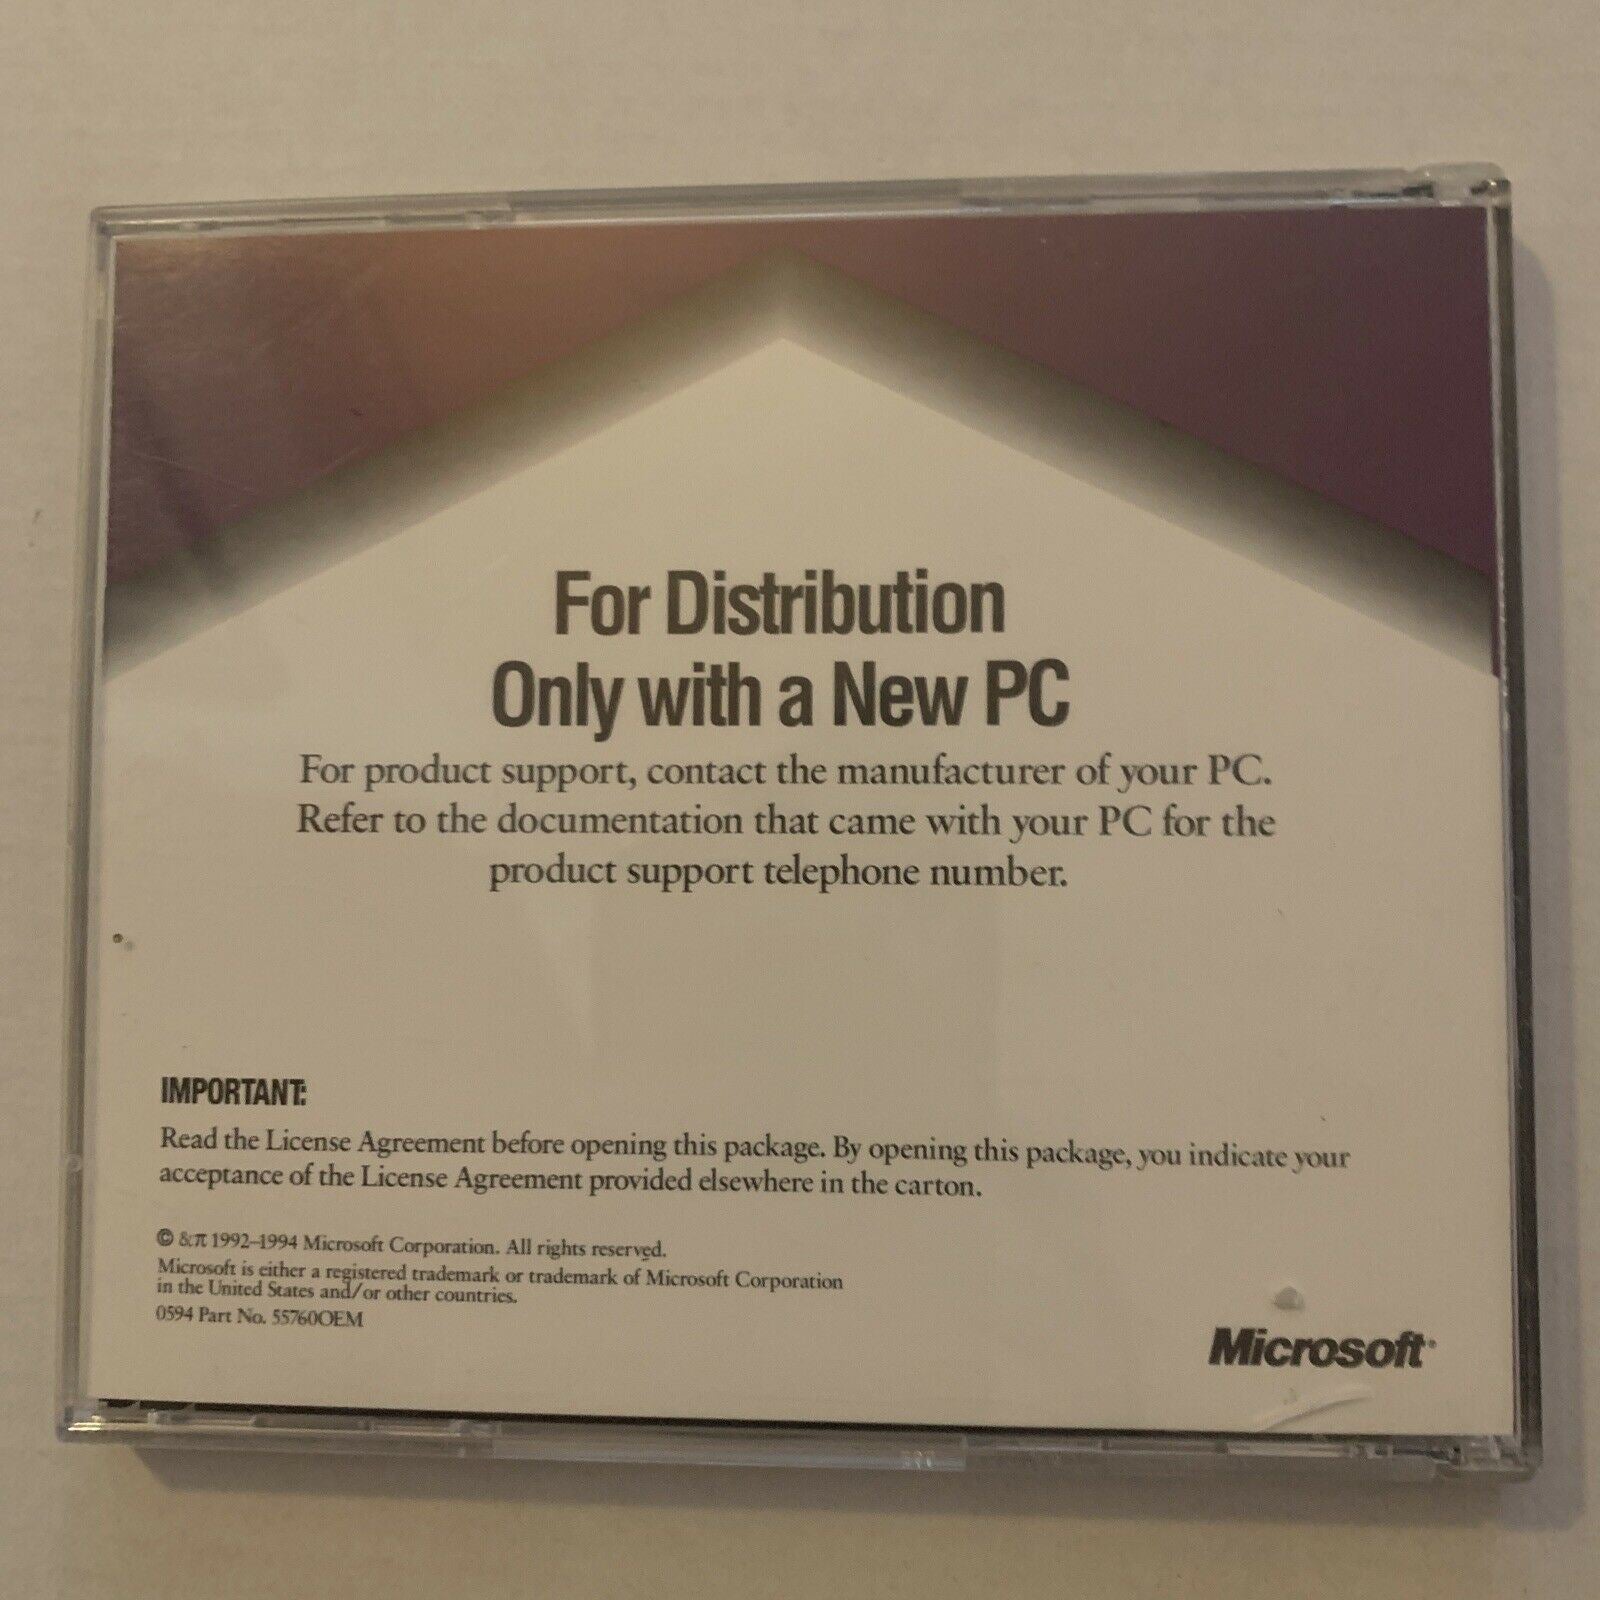 For Distribution
Only with a New PC
For product support, contact the manufacturer of your PC.
Refer to the documentation that came with your PC for the
product support telephone number.
IMPORTANT:
Read the License Agreement before opening this package. By opening this package, you indicate your
acceptance of the License Agreement provided elsewhere in the carton.
© &π 1992–1994 Microsoft Corporation. All rights reserved.
Microsoft is either a registered trademark or trademark of Microsoft Corporation
in the United States and/or other countries.
0594 Part No. 55760OEM
Microsoft®